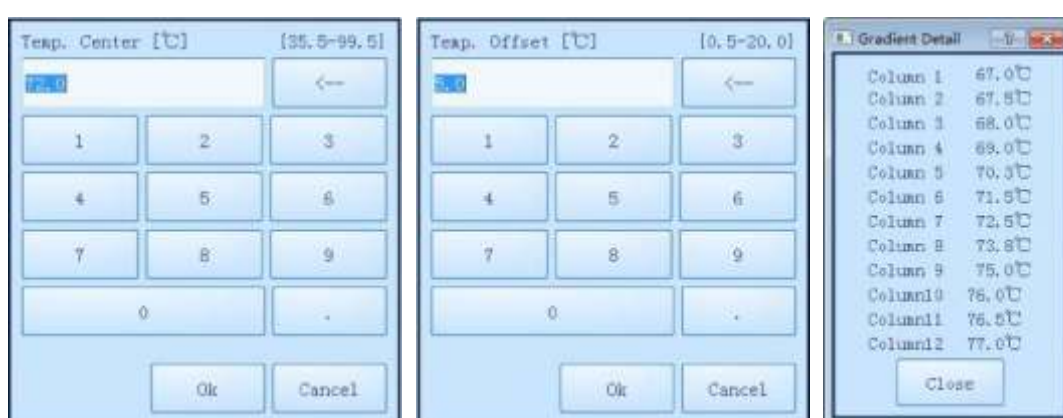 Temp. Center [℃] [35.5-99.5]
72.0 <--
1 2 3
4 5 6
7 8 9
0 .
Ok Cancel
Temp. Offset [℃] [0.5-20.0]
5.0 <--
1 2 3
4 5 6
7 8 9
0 .
Ok Cancel
Gradient Detail
Column 1 67.0℃
Column 2 67.5℃
Column 3 68.0℃
Column 4 69.0℃
Column 5 70.3℃
Column 6 71.5℃
Column 7 72.5℃
Column 8 73.8℃
Column 9 75.0℃
Column10 76.0℃
Column11 76.5℃
Column12 77.0℃
Close